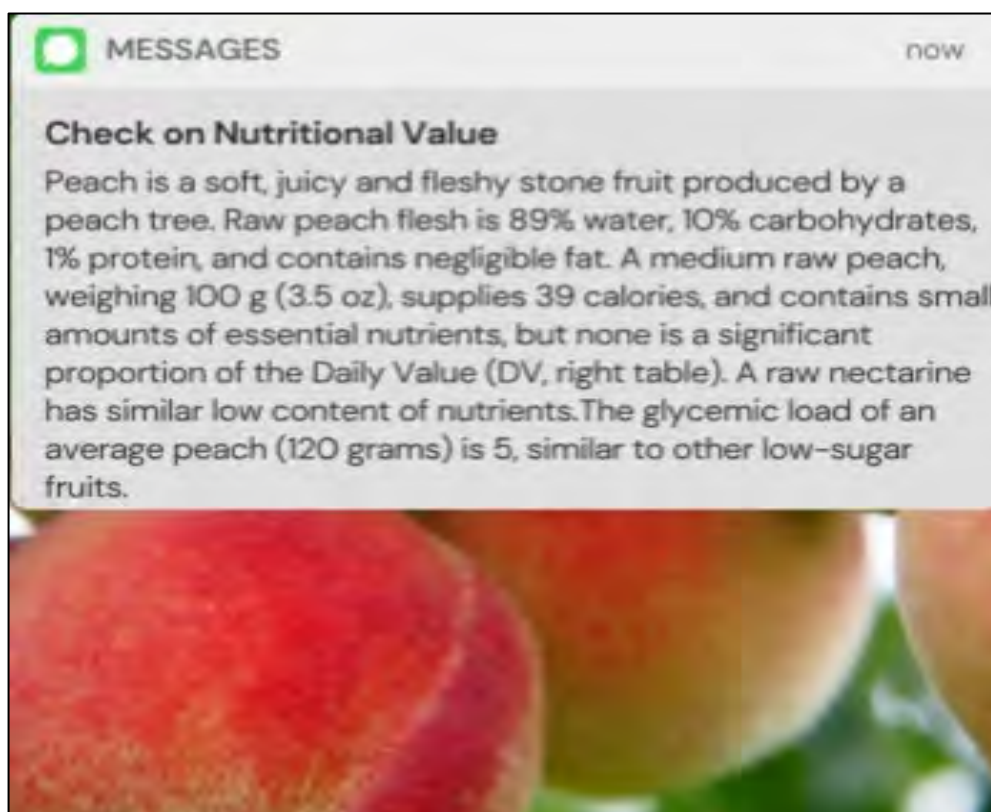 MESSAGES now
Check on Nutritional Value
Peach is a soft, juicy and fleshy stone fruit produced by a
peach tree. Raw peach flesh is 89% water, 10% carbohydrates,
1% protein, and contains negligible fat. A medium raw peach,
weighing 100 g (3.5 oz), supplies 39 calories, and contains small
amounts of essential nutrients, but none is a significant
proportion of the Daily Value (DV, right table). A raw nectarine
has similar low content of nutrients.The glycemic load of an
average peach (120 grams) is 5, similar to other low-sugar
fruits.